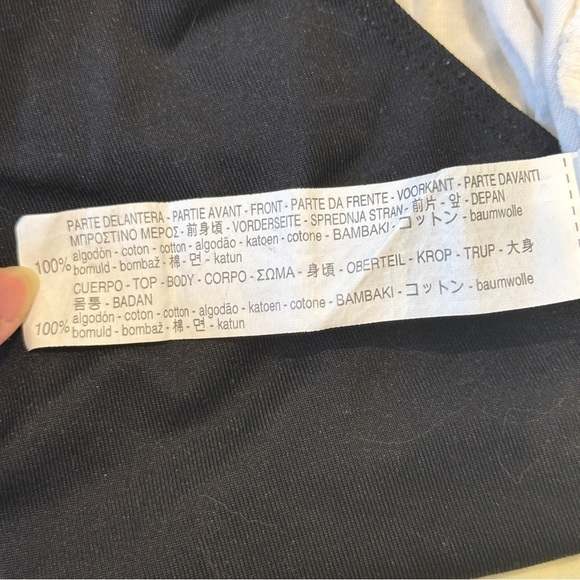 PARTE DELANTERA - PARTIE AVANT - FRONT - PARTE DA FRENTE - VOORKANT - PARTE DAVANTI
ΜΠΡΟΣΤΙΝΟ ΜΕΡΟΣ - 前身頃 - VORDERSEITE - SPREDNJA STRAN - 前片 - 앞 - DEPAN
100% algodón - coton - cotton - algodão - katoen - cotone - BAMBAKI - コットン - baumwolle
bomuld - bombaž - 棉 - 면 - katun
CUERPO - TOP - BODY - CORPO - ΣΩΜΑ - 身頃 - OBERTEIL - KROP - TRUP - 大身
몸통 - BADAN
100% algodón - coton - cotton - algodão - katoen - cotone - BAMBAKI - コットン - baumwolle
bomuld - bombaž - 棉 - 면 - katun